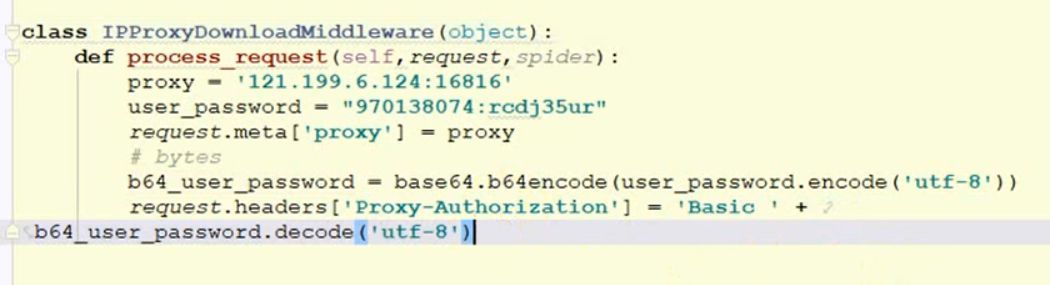 class IPProxyDownloadMiddleware(object):
def process_request(self,request,spider):
proxy = '121.199.6.124:16816'
user_password = "970138074:rcdj35ur"
request.meta['proxy'] = proxy
# bytes
b64_user_password = base64.b64encode(user_password.encode('utf-8'))
request.headers['Proxy-Authorization'] = 'Basic ' +
b64_user_password.decode('utf-8')